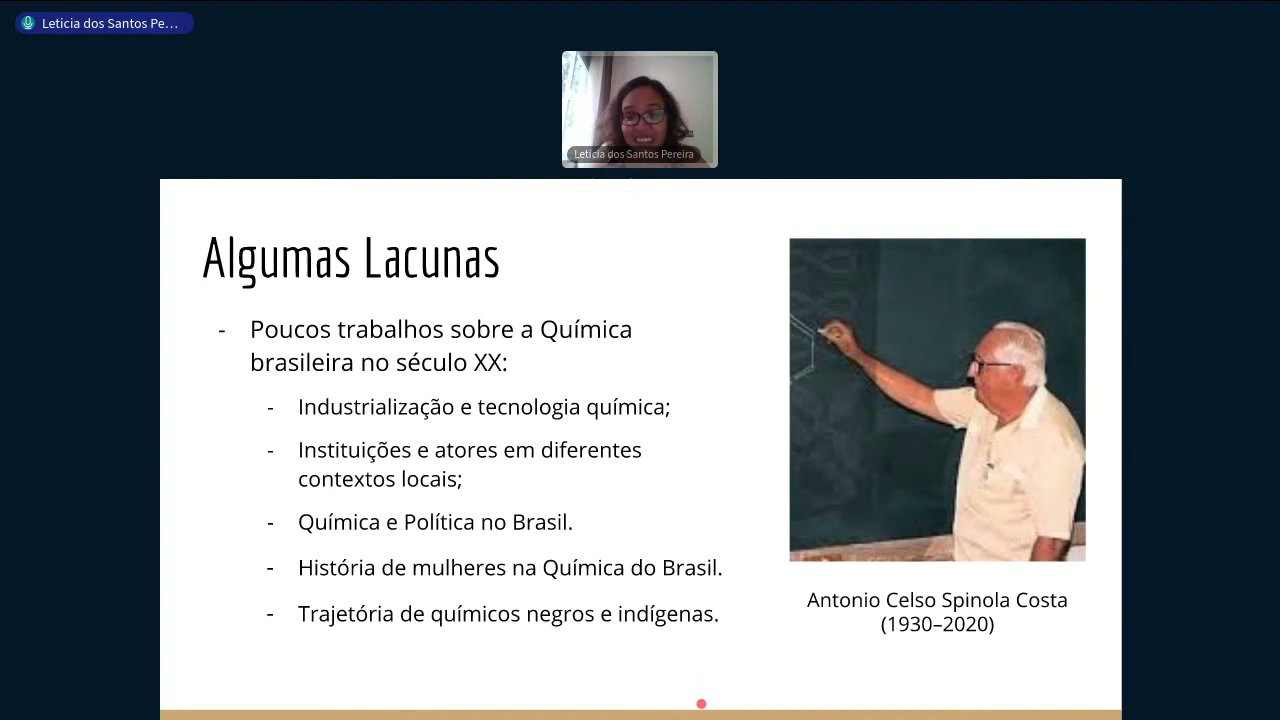 Leticia dos Santos Pe...
Leticia dos Santos Pereira
Algumas Lacunas
- Poucos trabalhos sobre a Química
brasileira no século XX:
- Industrialização e tecnologia química;
- Instituições e atores em diferentes
contextos locais;
- Química e Política no Brasil.
- História de mulheres na Química do Brasil.
- Trajetória de químicos negros e indígenas.
Antonio Celso Spinola Costa
(1930–2020)